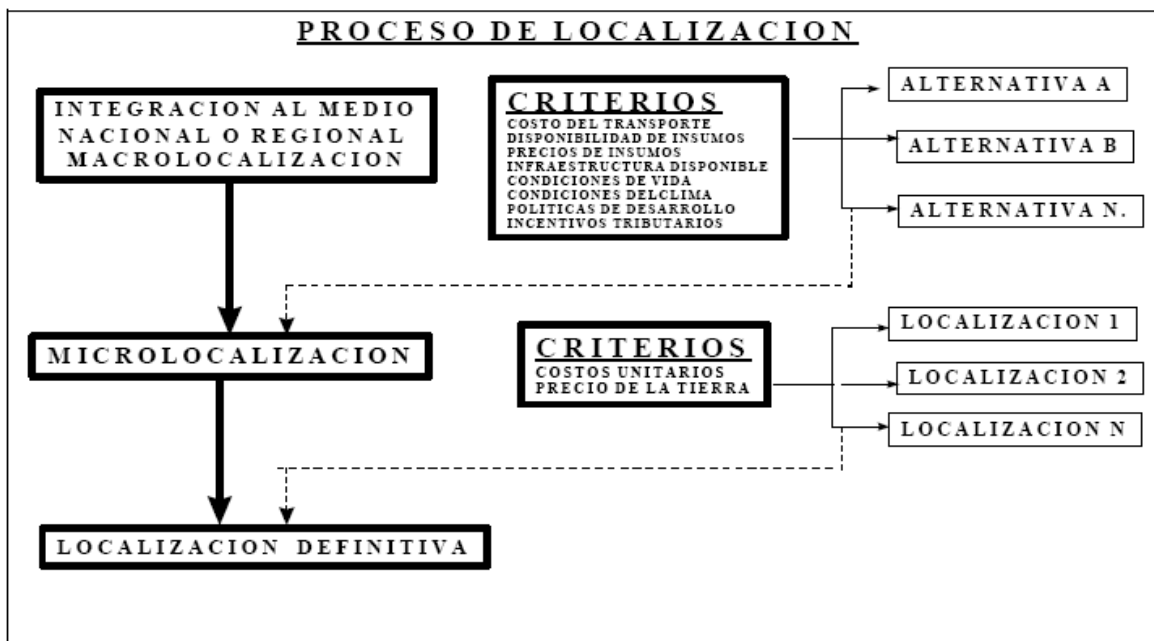 PROCESO DE LOCALIZACION
INTEGRACION AL MEDIO
NACIONAL O REGIONAL
MACROLOCALIZACION
CRITERIOS
COSTO DEL TRANSPORTE
DISPONIBILIDAD DE INSUMOS
PRECIOS DE INSUMOS
INFRAESTRUCTURA DISPONIBLE
CONDICIONES DE VIDA
CONDICIONES DELCLIMA
POLITICAS DE DESARROLLO
INCENTIVOS TRIBUTARIOS
ALTERNATIVA A
ALTERNATIVA B
ALTERNATIVA N.
MICROLOCALIZACION
CRITERIOS
COSTOS UNITARIOS
PRECIO DE LA TIERRA
LOCALIZACION 1
LOCALIZACION 2
LOCALIZACION N
LOCALIZACION DEFINITIVA